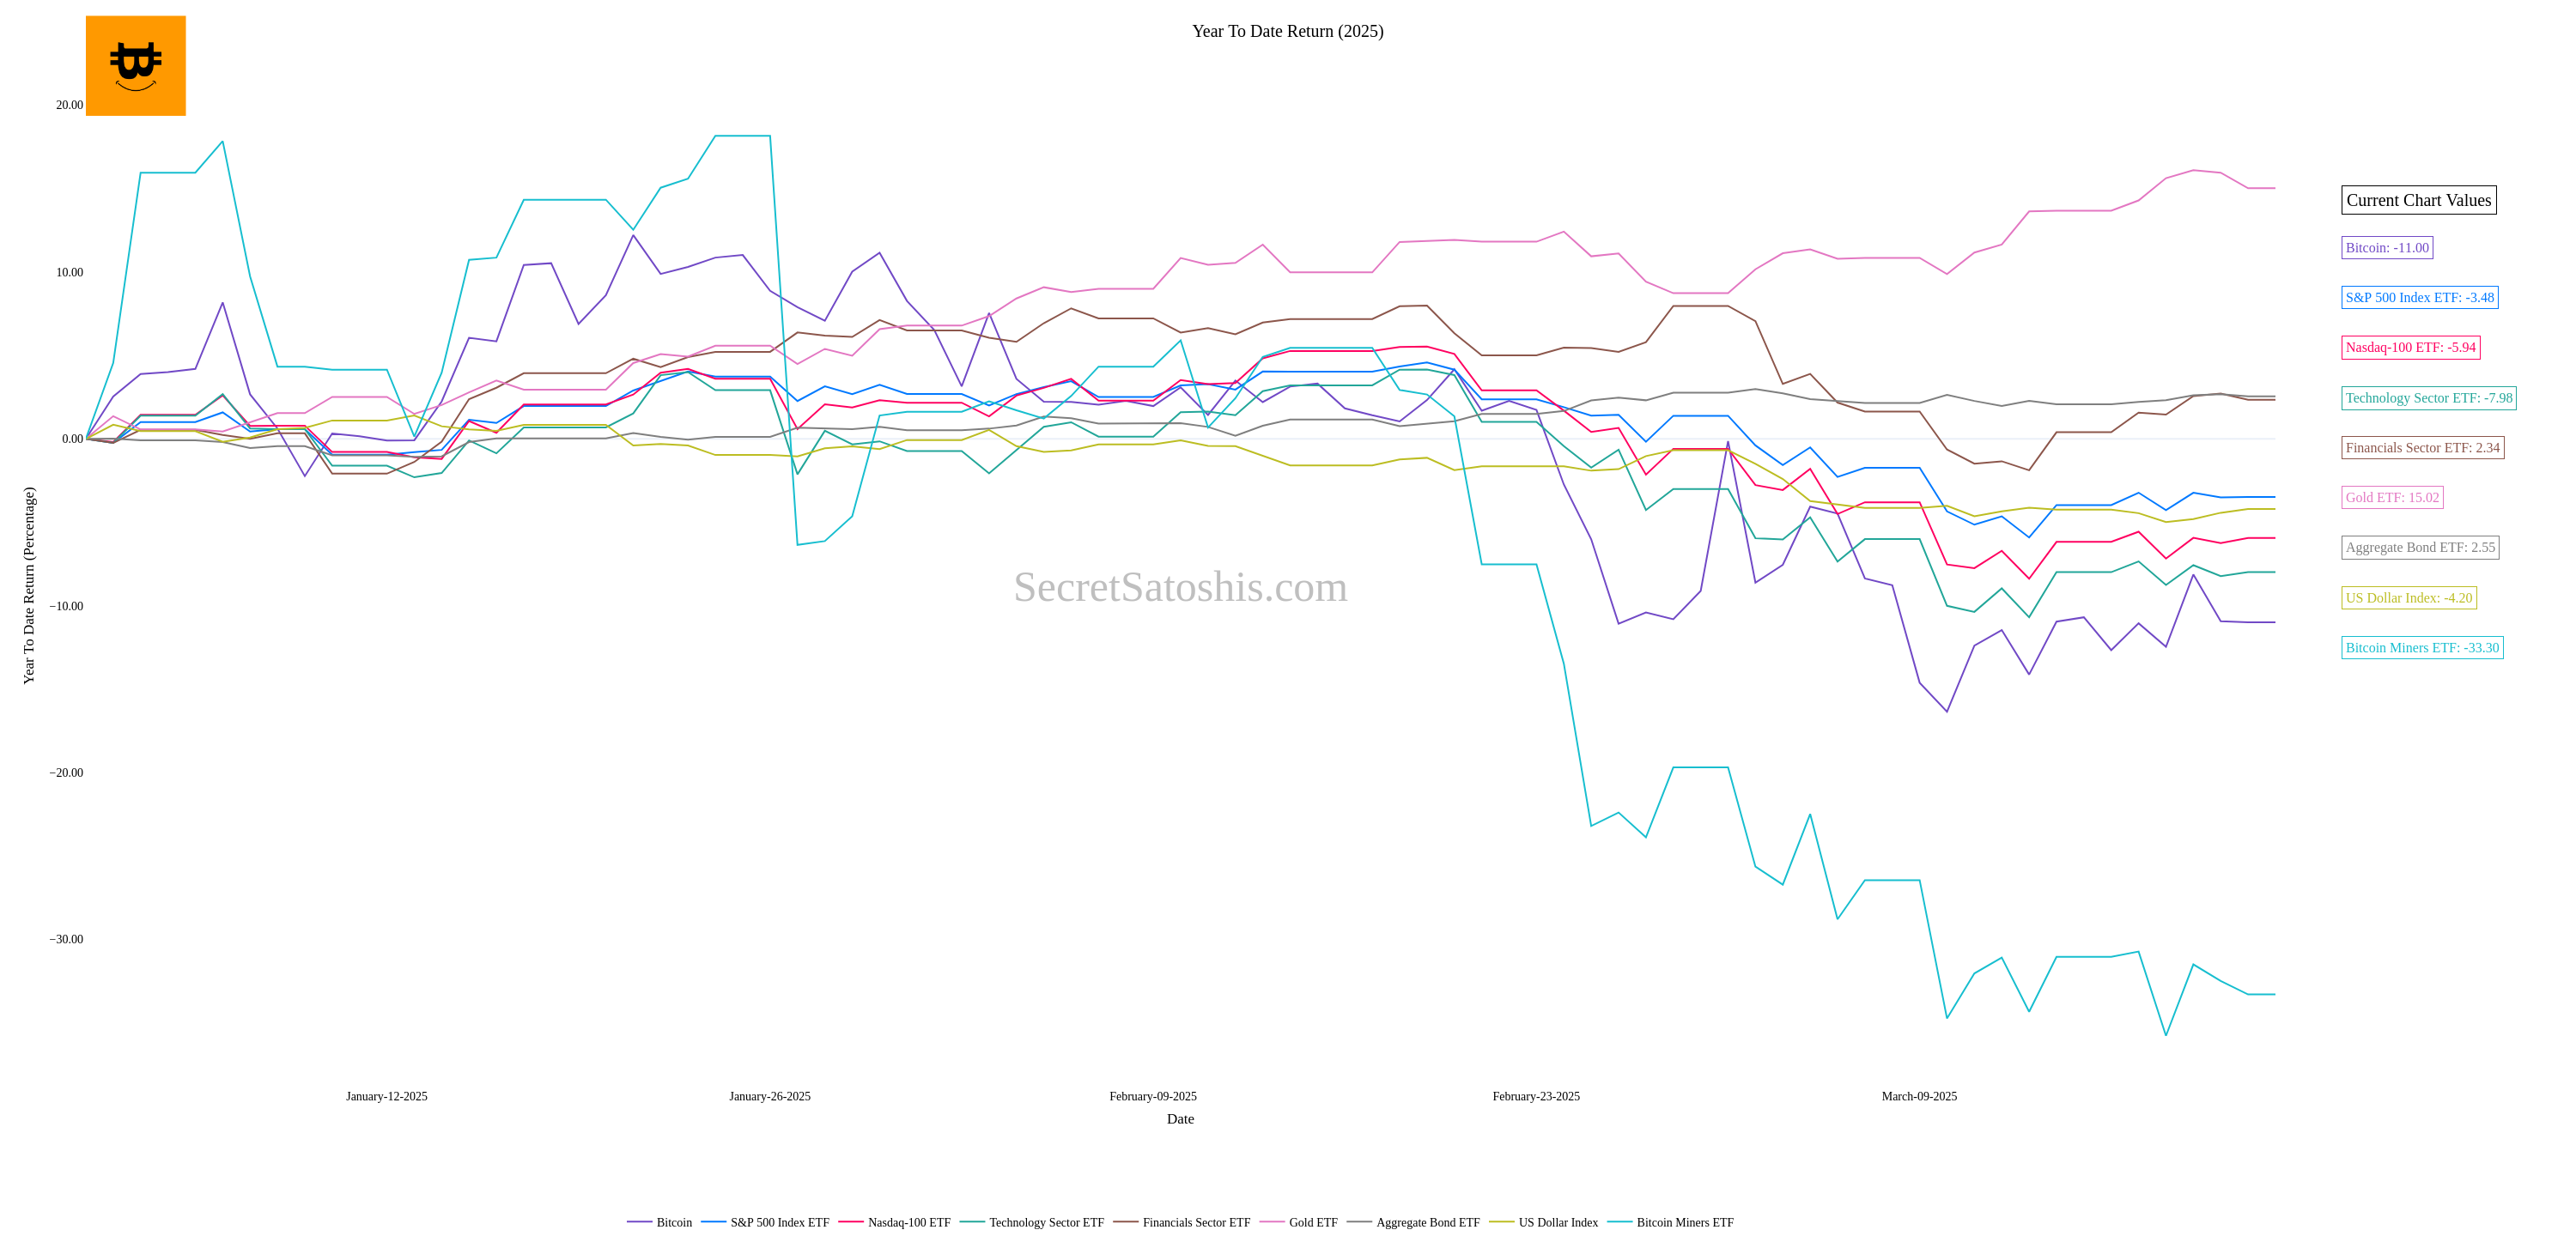 Year To Date Return (2025)
20.00
10.00
0.00
−10.00
−20.00
−30.00
Year To Date Return (Percentage)
SecretSatoshis.com
Current Chart Values
Bitcoin: -11.00
S&P 500 Index ETF: -3.48
Nasdaq-100 ETF: -5.94
Technology Sector ETF: -7.98
Financials Sector ETF: 2.34
Gold ETF: 15.02
Aggregate Bond ETF: 2.55
US Dollar Index: -4.20
Bitcoin Miners ETF: -33.30
January-12-2025 January-26-2025 February-09-2025 February-23-2025 March-09-2025
Date
Bitcoin S&P 500 Index ETF Nasdaq-100 ETF Technology Sector ETF Financials Sector ETF Gold ETF Aggregate Bond ETF US Dollar Index Bitcoin Miners ETF